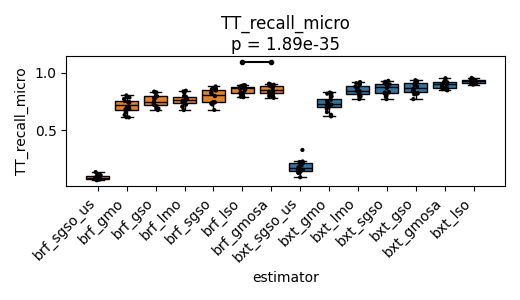 TT_recall_micro
p = 1.89e-35
TT_recall_micro
1.0
0.5
brf_sgso_us
brf_gmo
brf_gso
brf_lmo
brf_sgso
brf_lso
brf_gmosa
bxt_sgso_us
bxt_gmo
bxt_lmo
bxt_sgso
bxt_gso
bxt_gmosa
bxt_lso
estimator